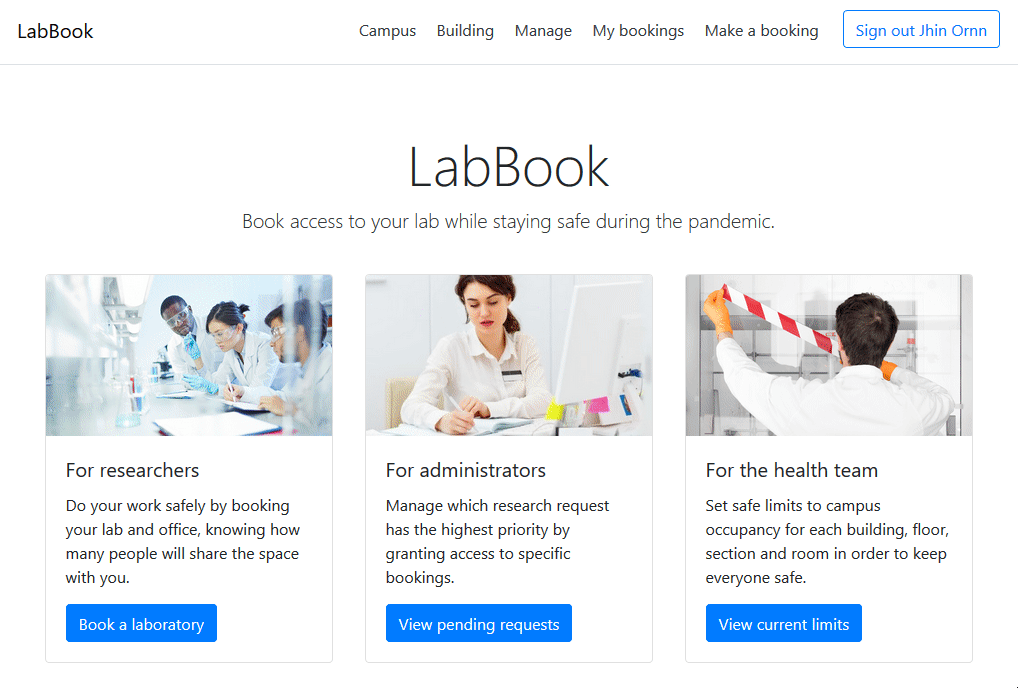 LabBook
Campus Building Manage My bookings Make a booking Sign out Jhin Ornn
LabBook
Book access to your lab while staying safe during the pandemic.
For researchers
Do your work safely by booking
your lab and office, knowing how
many people will share the space
with you.
Book a laboratory
For administrators
Manage which research request
has the highest priority by
granting access to specific
bookings.
View pending requests
For the health team
Set safe limits to campus
occupancy for each building, floor,
section and room in order to keep
everyone safe.
View current limits